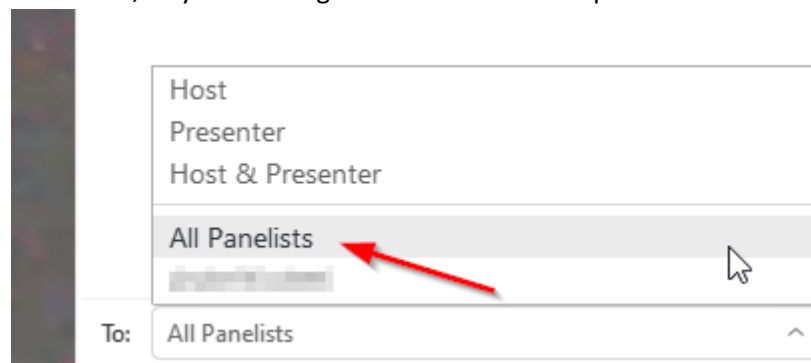 Host
Presenter
Host & Presenter
All Panelists
To: All Panelists